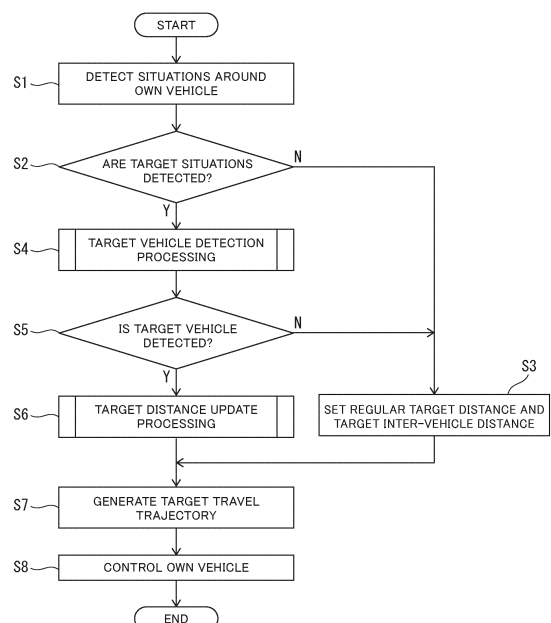 START
S1
DETECT SITUATIONS AROUND
OWN VEHICLE
S2
ARE TARGET SITUATIONS
DETECTED?
N
Y
S4
TARGET VEHICLE DETECTION
PROCESSING
S5
IS TARGET VEHICLE
DETECTED?
N
Y
S3
SET REGULAR TARGET DISTANCE AND
TARGET INTER-VEHICLE DISTANCE
S6
TARGET DISTANCE UPDATE
PROCESSING
S7
GENERATE TARGET TRAVEL
TRAJECTORY
S8
CONTROL OWN VEHICLE
END